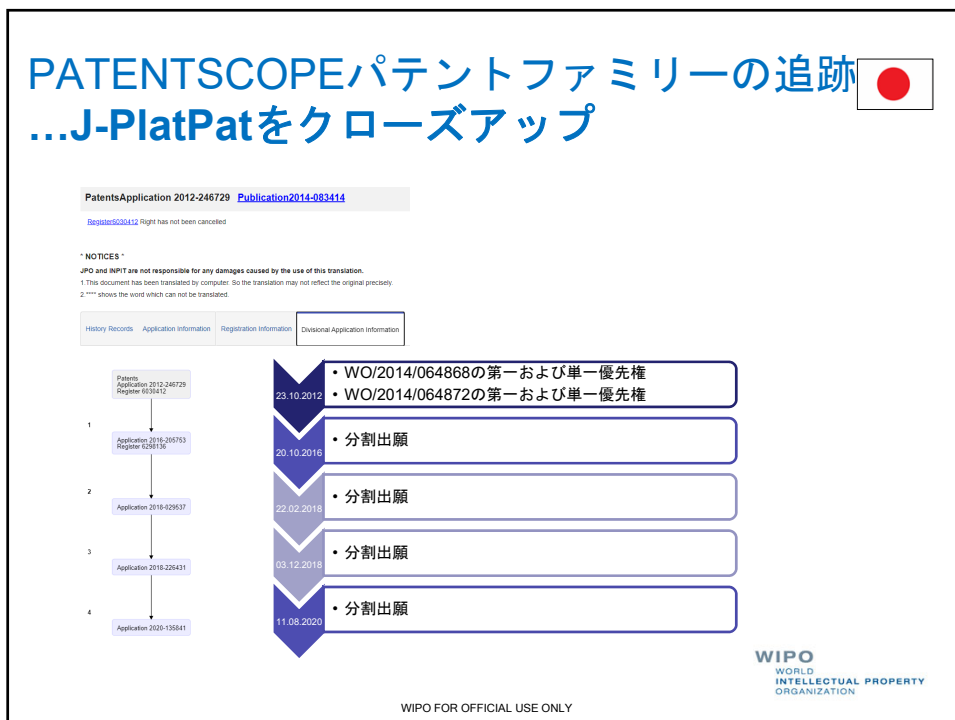 PATENTSCOPEパテントファミリーの追跡
…J-PlatPatをクローズアップ
PatentsApplication 2012-246729 Publication2014-083414
Register6030412 Right has not been cancelled
* NOTICES *
JPO and INPIT are not responsible for any damages caused by the use of this translation.
1.This document has been translated by computer. So the translation may not reflect the original precisely.
2.**** shows the word which can not be translated.
History Records Application Information Registration Information Divisional Application Information
Patents
Application 2012-246729
Register 6030412
1
Application 2016-205753
Register 6298136
2
Application 2018-029537
3
Application 2018-226431
4
Application 2020-135841
23.10.2012
• WO/2014/064868の第一および単一優先権
• WO/2014/064872の第一および単一優先権
20.10.2016
• 分割出願
22.02.2018
• 分割出願
03.12.2018
• 分割出願
11.08.2020
• 分割出願
WIPO
WORLD
INTELLECTUAL PROPERTY
ORGANIZATION
WIPO FOR OFFICIAL USE ONLY